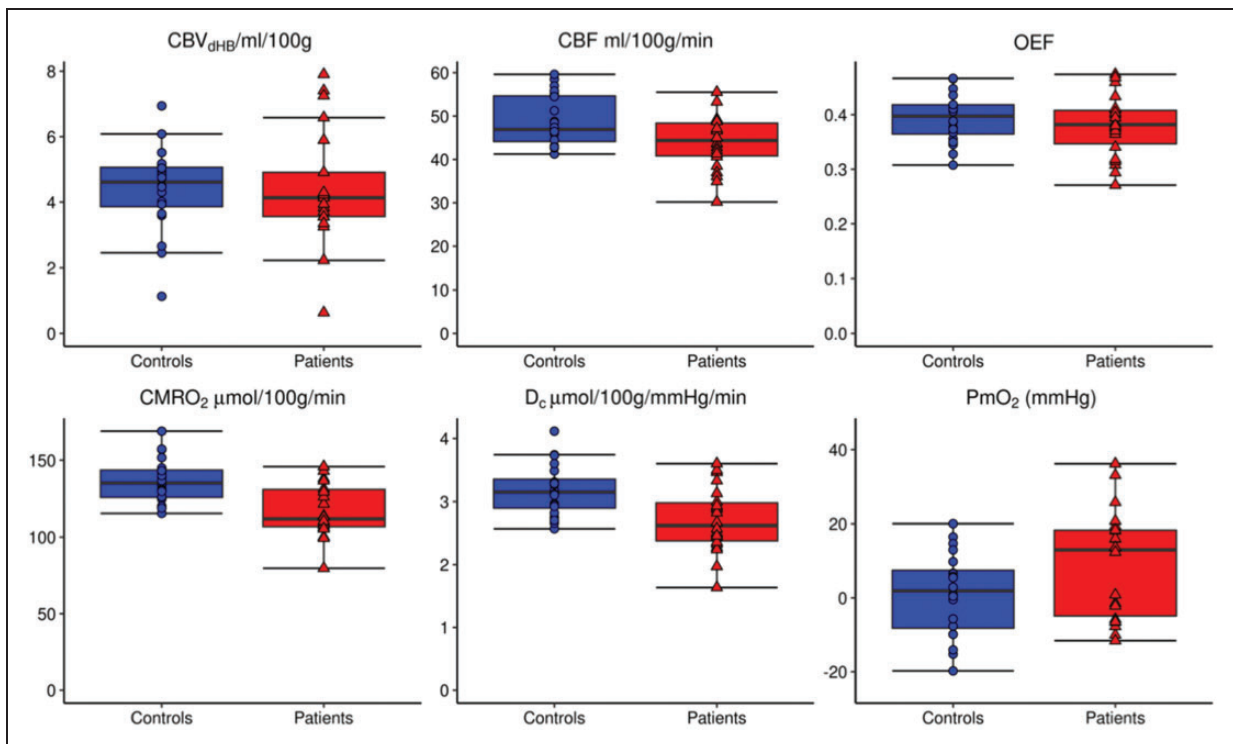 CBVdHB/ml/100g
8
6
4
2
0
Controls Patients
CBF ml/100g/min
60
50
40
30
20
10
0
Controls Patients
OEF
0.4
0.3
0.2
0.1
0.0
Controls Patients
CMRO₂ μmol/100g/min
150
100
50
0
Controls Patients
Dc μmol/100g/mmHg/min
4
3
2
1
0
Controls Patients
PmO₂ (mmHg)
40
20
0
-20
Controls Patients